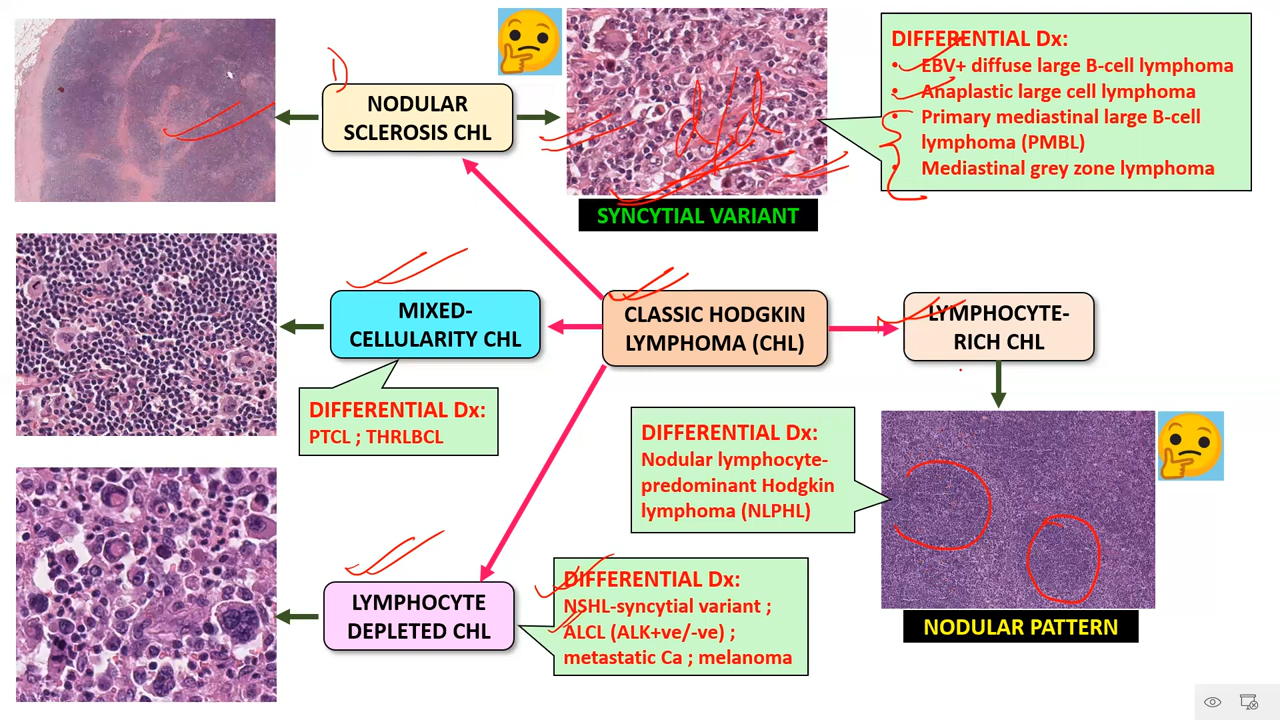 NODULAR
SCLEROSIS CHL
SYNCYTIAL VARIANT
DIFFERENTIAL Dx:
• EBV+ diffuse large B-cell lymphoma
• Anaplastic large cell lymphoma
• Primary mediastinal large B-cell
lymphoma (PMBL)
• Mediastinal grey zone lymphoma
MIXED-
CELLULARITY CHL
DIFFERENTIAL Dx:
PTCL ; THRLBCL
CLASSIC HODGKIN
LYMPHOMA (CHL)
LYMPHOCYTE-
RICH CHL
DIFFERENTIAL Dx:
Nodular lymphocyte-
predominant Hodgkin
lymphoma (NLPHL)
NODULAR PATTERN
LYMPHOCYTE
DEPLETED CHL
DIFFERENTIAL Dx:
NSHL-syncytial variant ;
ALCL (ALK+ve/-ve) ;
metastatic Ca ; melanoma